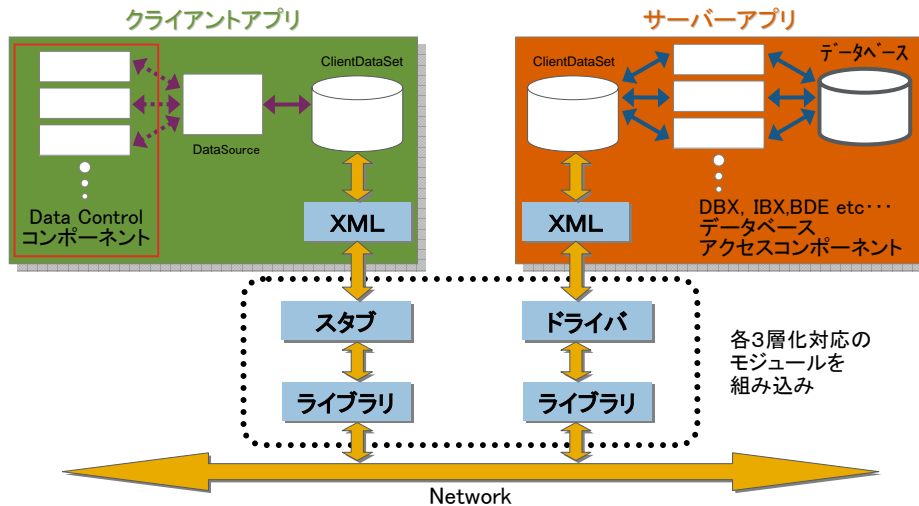 クライアントアプリ
サーバーアプリ
ClientDataSet
DataSource
Data Control
コンポーネント
XML
ClientDataSet
データベース
DBX, IBX,BDE etc･･･
データベース
アクセスコンポーネント
XML
スタブ
ドライバ
ライブラリ
ライブラリ
各３層化対応の
モジュールを
組み込み
Network